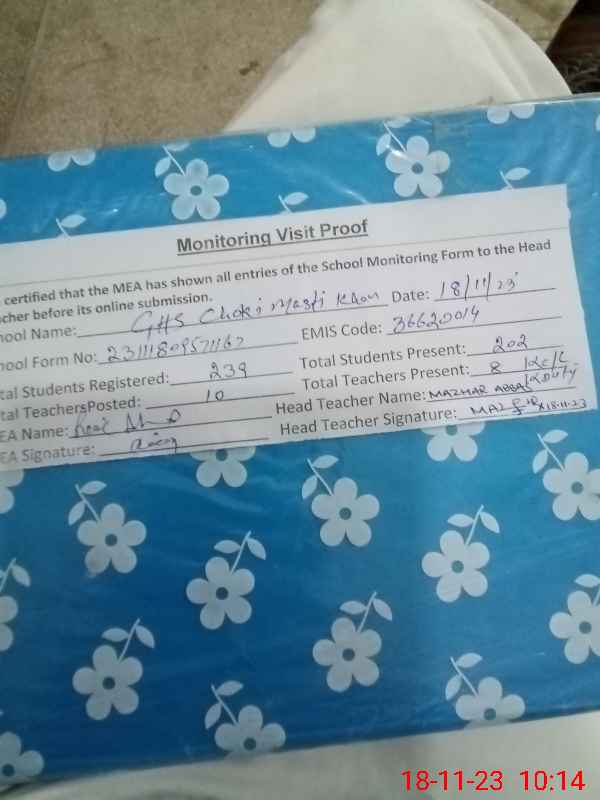 Monitoring Visit Proof
certified that the MEA has shown all entries of the School Monitoring Form to the Head
cher before its online submission.
hool Name: GHS Choki Masti Khan Date: 18/11/23
hool Form No: EMIS Code: 36620014
tal Students Registered: 239 Total Students Present: 202
tal TeachersPosted: 10 Total Teachers Present: 8
EA Name: Head Teacher Name: MAZHAR ABBAS
EA Signature: Head Teacher Signature: 18-11-23
18-11-23 10:14